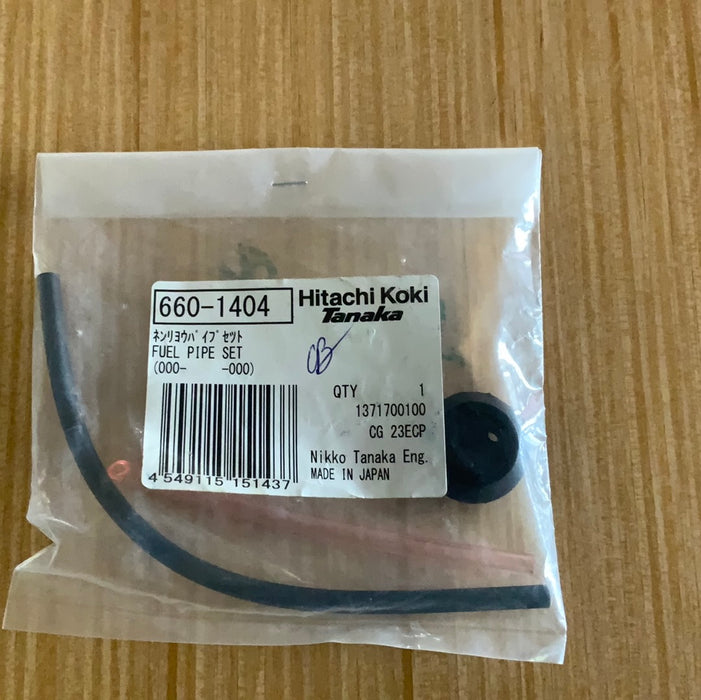 660-1404
Hitachi Koki
Tanaka
ネンリヨウパイプセツト
FUEL PIPE SET
(000- -000)
CB
QTY 1
1371700100
CG 23ECP
Nikko Tanaka Eng.
MADE IN JAPAN
4 549115 151437